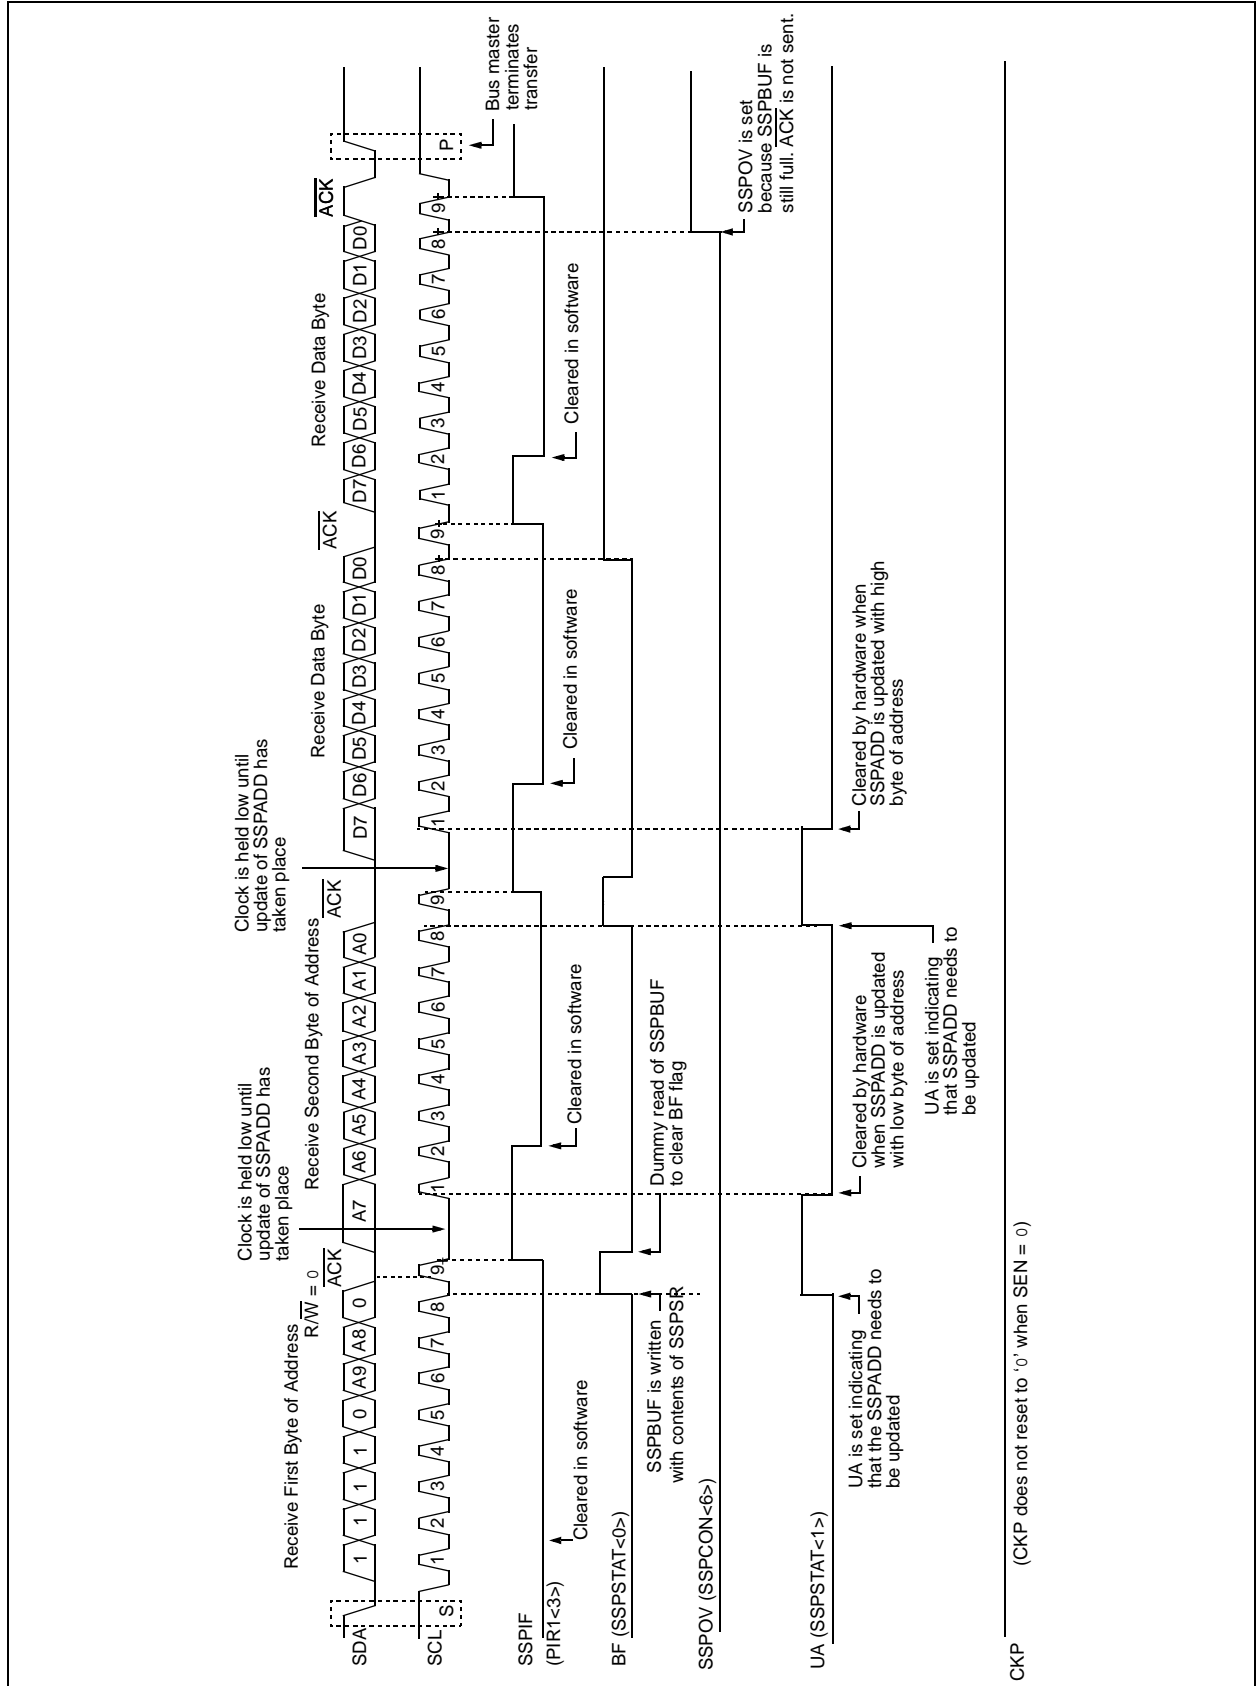 Receive First Byte of Address
R/W = 0
ACK
Clock is held low until
update of SSPADD has
taken place
Receive Second Byte of Address
ACK
Clock is held low until
update of SSPADD has
taken place
Receive Data Byte
ACK
Receive Data Byte
ACK
SDA
1 1 1 1 0 A9 A8 0 A7 A6 A5 A4 A3 A2 A1 A0 D7 D6 D5 D4 D3 D2 D1 D0 D7 D6 D5 D4 D3 D2 D1 D0
SCL
S 1 2 3 4 5 6 7 8 9 1 2 3 4 5 6 7 8 9 1 2 3 4 5 6 7 8 9 1 2 3 4 5 6 7 8 9 P
Bus master
terminates
transfer
SSPIF
(PIR1<3>)
Cleared in software
Cleared in software
Cleared in software
Cleared in software
BF (SSPSTAT<0>)
SSPBUF is written
with contents of SSPSR
Dummy read of SSPBUF
to clear BF flag
SSPOV (SSPCON<6>)
SSPOV is set
because SSPBUF is
still full. ACK is not sent.
UA (SSPSTAT<1>)
UA is set indicating
that the SSPADD needs to
be updated
Cleared by hardware
when SSPADD is updated
with low byte of address
UA is set indicating
that SSPADD needs to
be updated
Cleared by hardware when
SSPADD is updated with high
byte of address
CKP
(CKP does not reset to ‘0’ when SEN = 0)